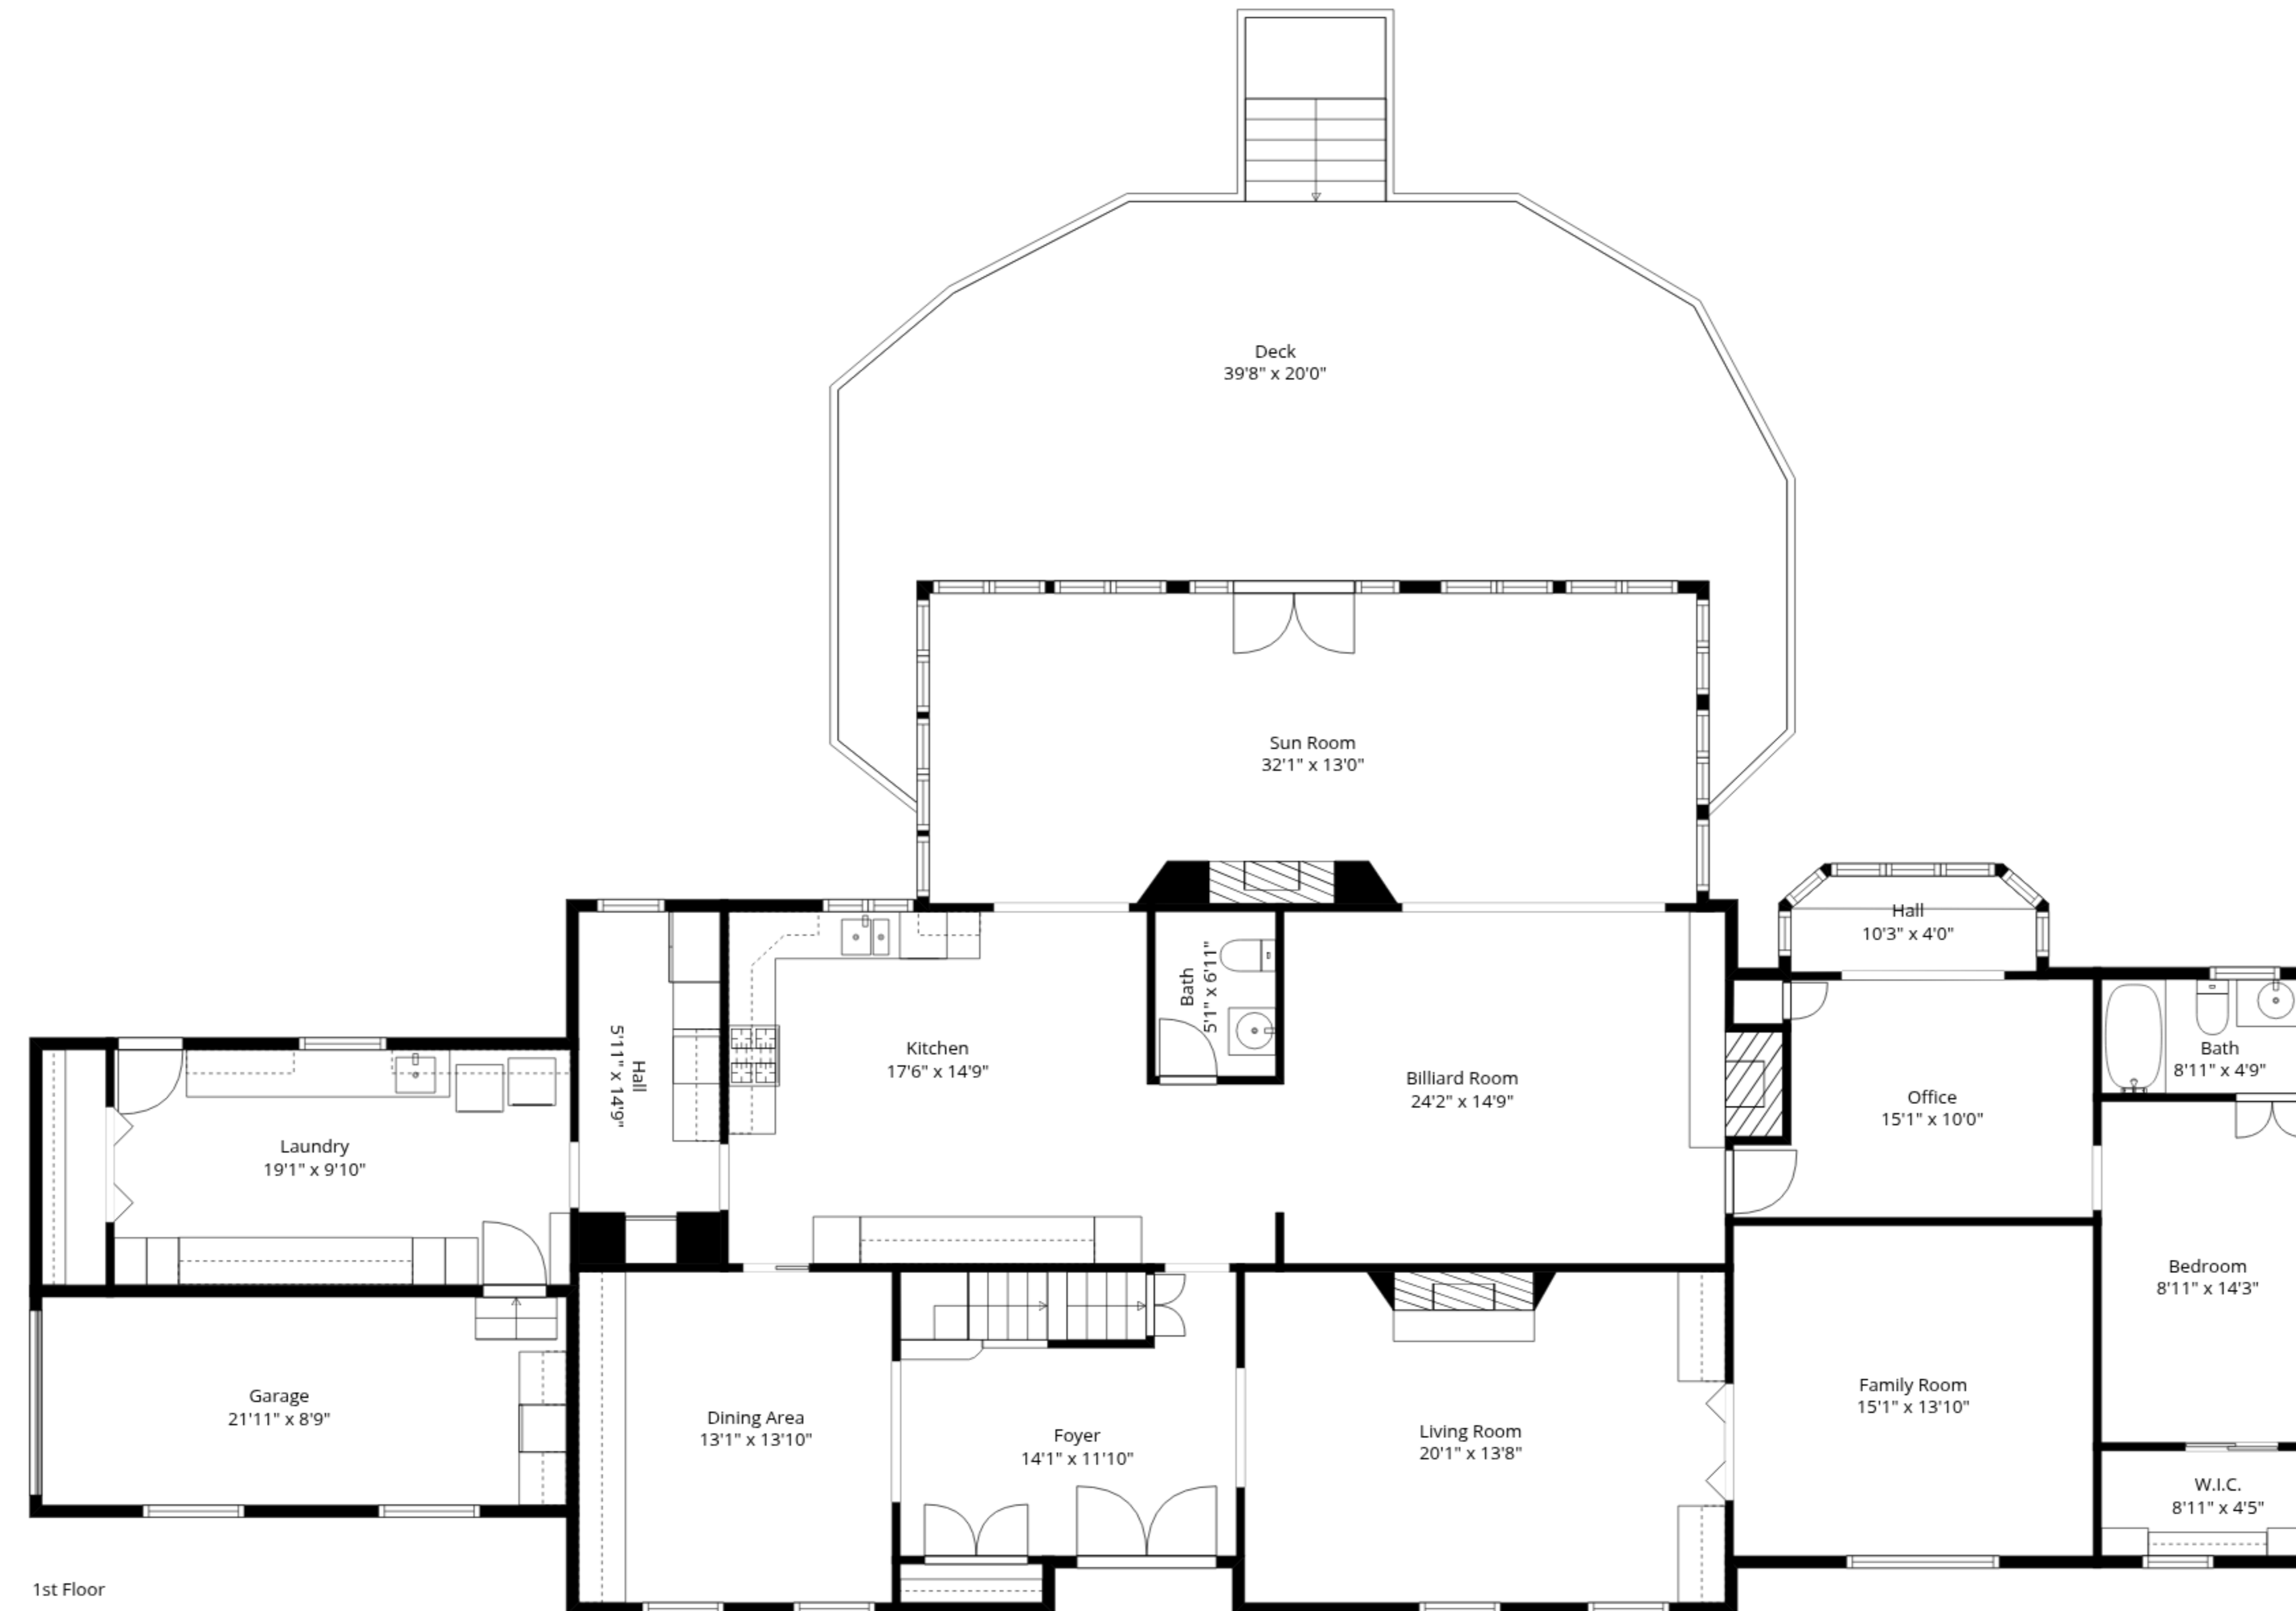 Deck
39'8" x 20'0"
Sun Room
32'1" x 13'0"
Hall
10'3" x 4'0"
Bath
5'1" x 6'11"
Hall
5'11" x 14'9"
Kitchen
17'6" x 14'9"
Billiard Room
24'2" x 14'9"
Office
15'1" x 10'0"
Bath
8'11" x 4'9"
Laundry
19'1" x 9'10"
Bedroom
8'11" x 14'3"
Garage
21'11" x 8'9"
Dining Area
13'1" x 13'10"
Foyer
14'1" x 11'10"
Living Room
20'1" x 13'8"
Family Room
15'1" x 13'10"
W.I.C.
8'11" x 4'5"
1st Floor